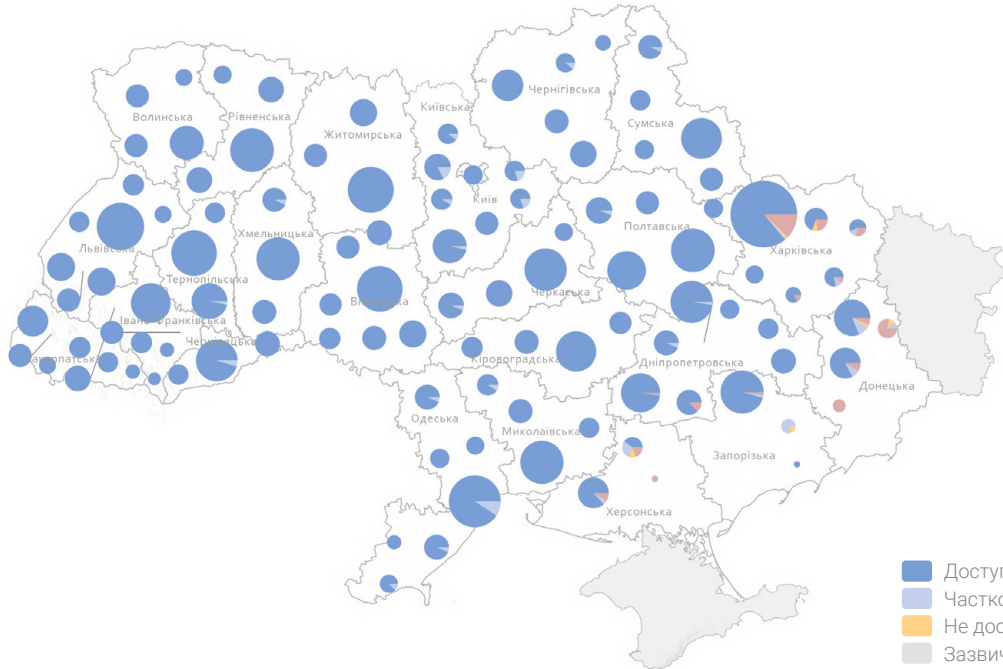 Чернігівська
Київська
Волинська
Рівненська
Житомирська
Сумська
Київ
Полтавська
Харківська
Хмельницька
Львівська
Тернопільська
Черкаська
Івано-Франківська
Чернівецька
Кіровоградська
Дніпропетровська
Донецька
Одеська
Миколаївська
Запорізька
Херсонська
Досту
Частко
Не дос
Зазвич